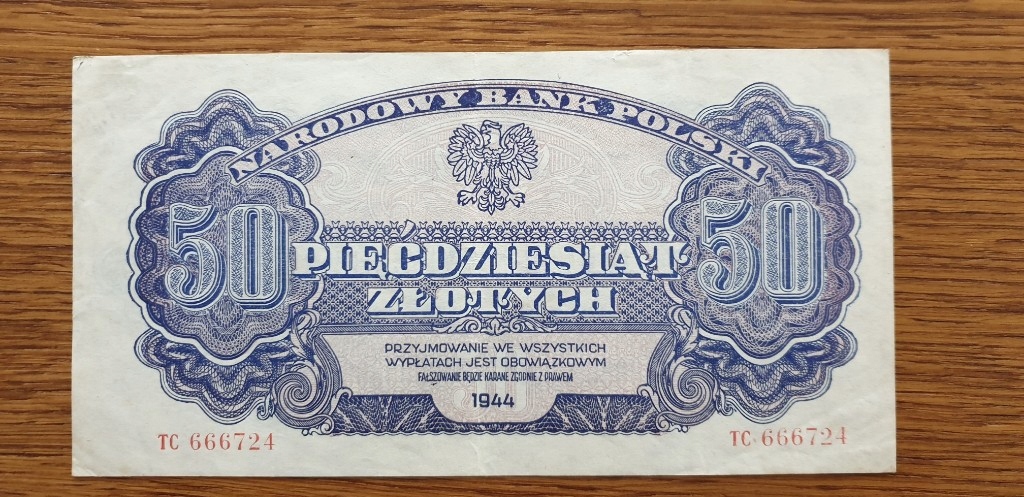 NARODOWY BANK POLSKI
50 50
PIĘĆDZIESIĄT
ZŁOTYCH
PRZYJMOWANIE WE WSZYSTKICH
WYPŁATACH JEST OBOWIĄZKOWYM
FAŁSZOWANIE BĘDZIE KARANE ZGODNIE Z PRAWEM
1944
TC 666724 TC 666724